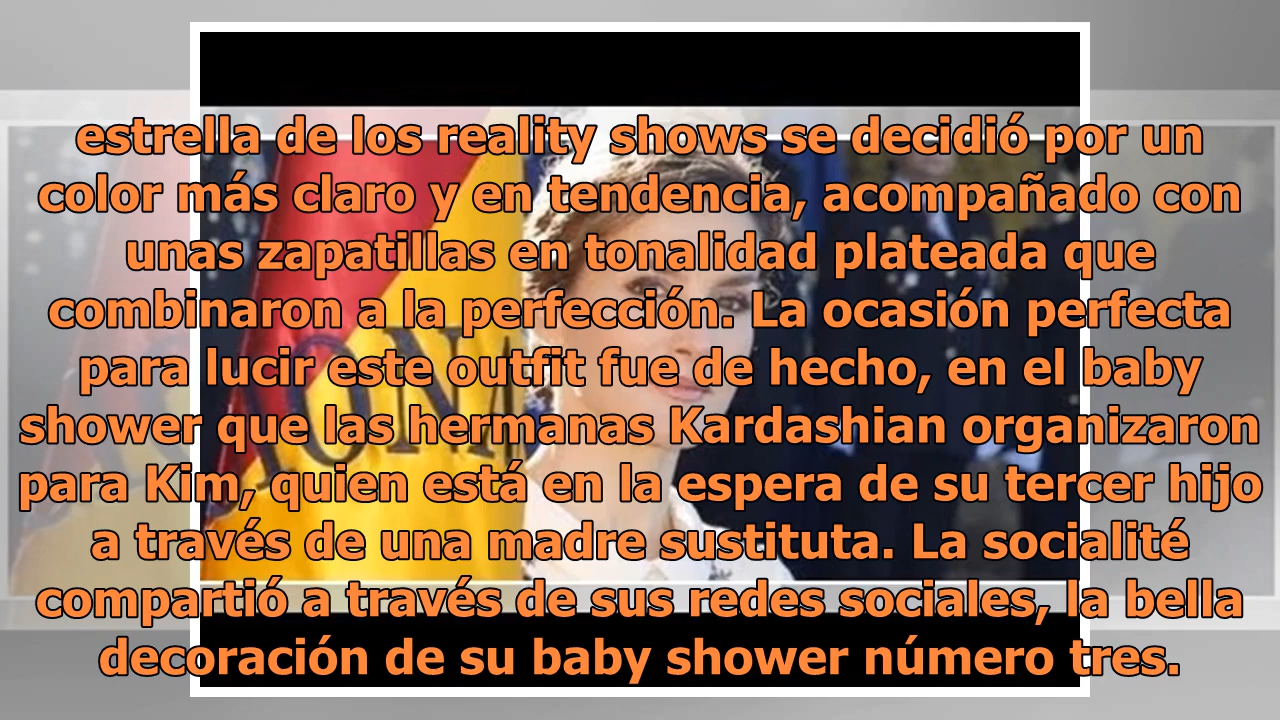 estrella de los reality shows se decidió por un
color más claro y en tendencia, acompañado con
unas zapatillas en tonalidad plateada que
combinaron a la perfección. La ocasión perfecta
para lucir este outfit fue de hecho, en el baby
shower que las hermanas Kardashian organizaron
para Kim, quien está en la espera de su tercer hijo
a través de una madre sustituta. La socialité
compartió a través de sus redes sociales, la bella
decoración de su baby shower número tres.